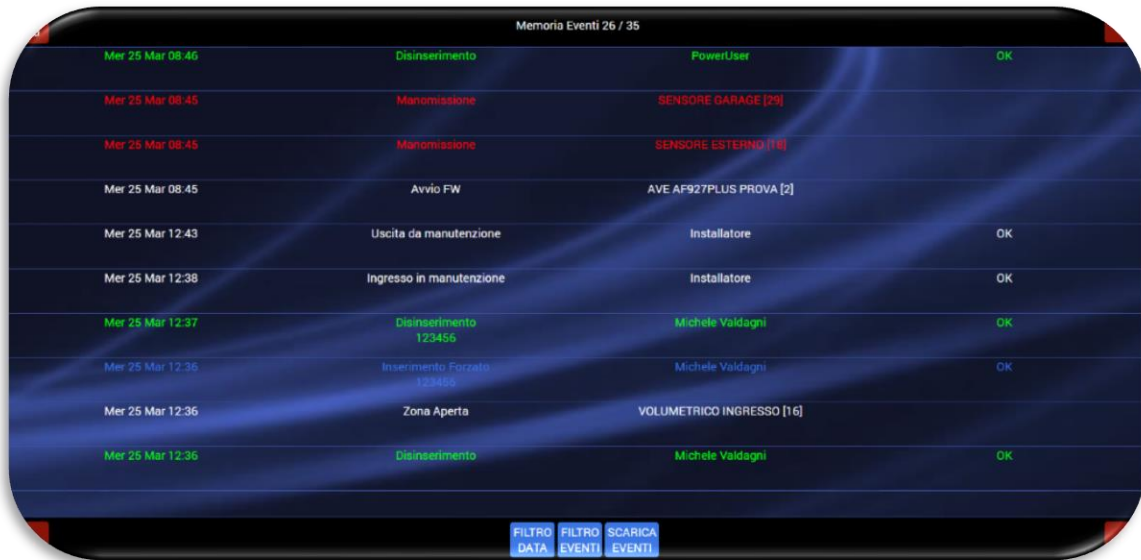 Memoria Eventi 26 / 35
Mer 25 Mar 08:46 Disinserimento PowerUser OK
Mer 25 Mar 08:45 Manomissione SENSORE GARAGE [29]
Mer 25 Mar 08:45 Manomissione SENSORE ESTERNO [18]
Mer 25 Mar 08:45 Avvio FW AVE AF927PLUS PROVA [2]
Mer 25 Mar 12:43 Uscita da manutenzione Installatore OK
Mer 25 Mar 12:38 Ingresso in manutenzione Installatore OK
Mer 25 Mar 12:37 Disinserimento Michele Valdagni OK
123456
Mer 25 Mar 12:36 Inserimento Forzato Michele Valdagni OK
123456
Mer 25 Mar 12:36 Zona Aperta VOLUMETRICO INGRESSO [16]
Mer 25 Mar 12:36 Disinserimento Michele Valdagni OK
FILTRO FILTRO SCARICA
DATA EVENTI EVENTI